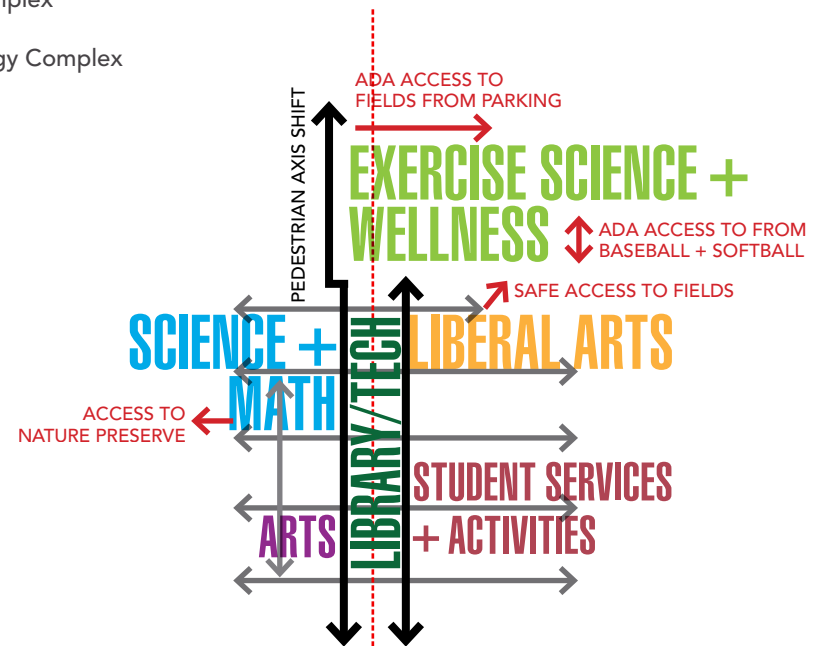 gy Complex
ADA ACCESS TO
FIELDS FROM PARKING
PEDESTRIAN AXIS SHIFT
EXERCISE SCIENCE +
WELLNESS
ADA ACCESS TO FROM
BASEBALL + SOFTBALL
SAFE ACCESS TO FIELDS
SCIENCE +
MATH
LIBRARY/TECH
LIBERAL ARTS
ACCESS TO
NATURE PRESERVE
STUDENT SERVICES
+ ACTIVITIES
ARTS